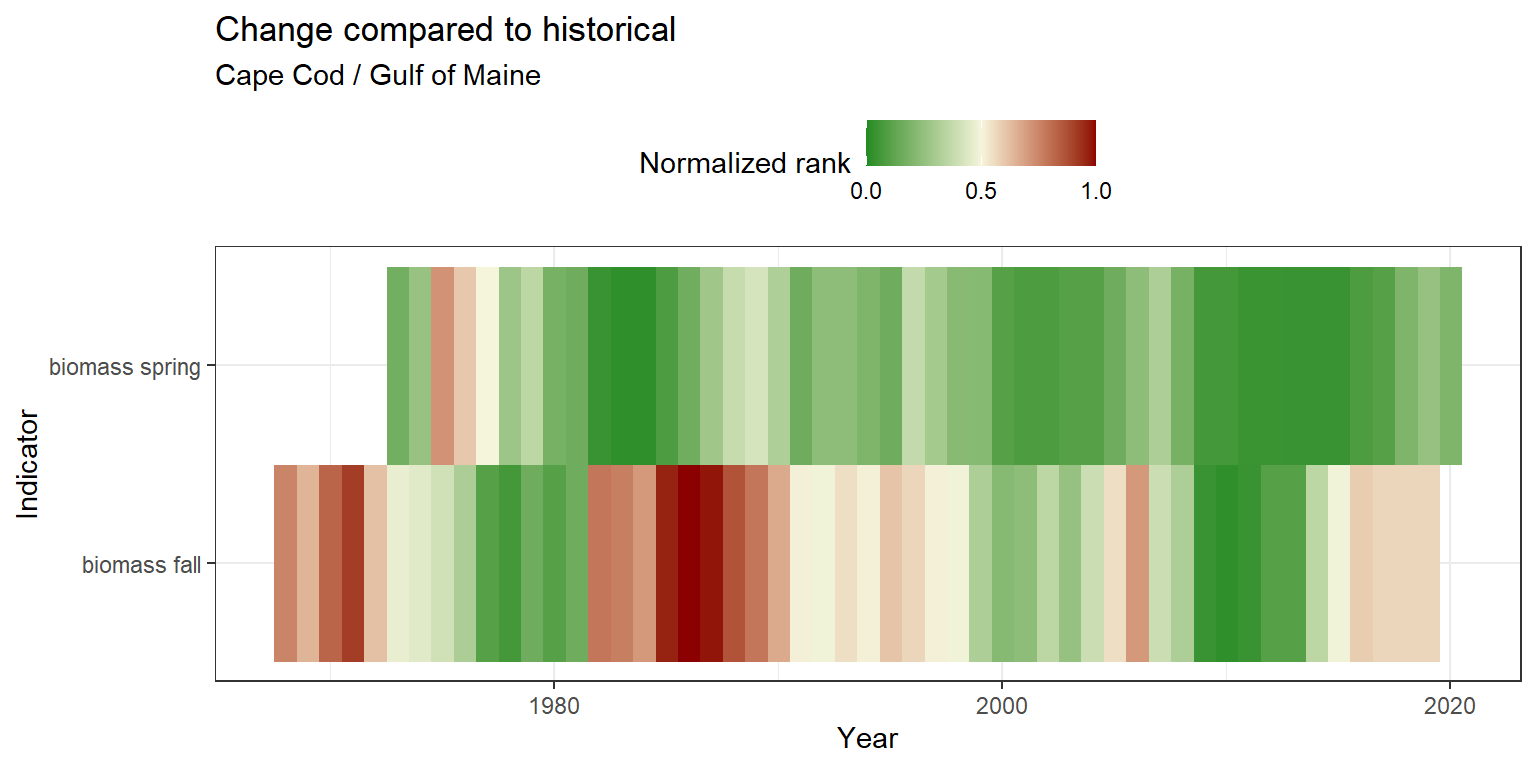 Change compared to historical
Cape Cod / Gulf of Maine
Normalized rank
0.0 0.5 1.0
biomass spring
biomass fall
Indicator
1980 2000 2020
Year